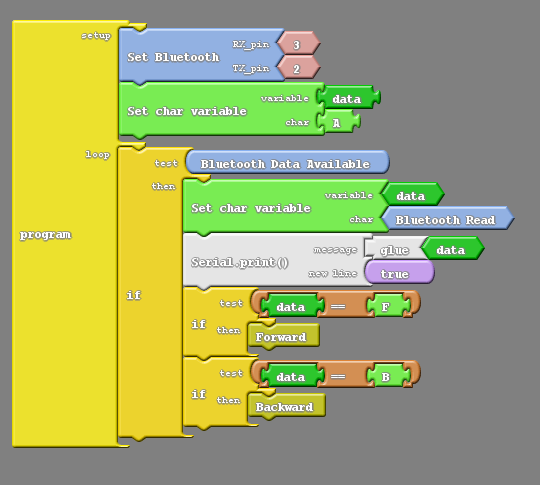 setup
Set Bluetooth
RX_pin 3
TX_pin 2
Set char variable
variable data
char A
loop
test Bluetooth Data Available
then
Set char variable
variable data
char Bluetooth Read
program
Serial.print()
message glue data
new line true
if
if
test data == F
then Forward
if
test data == B
then Backward